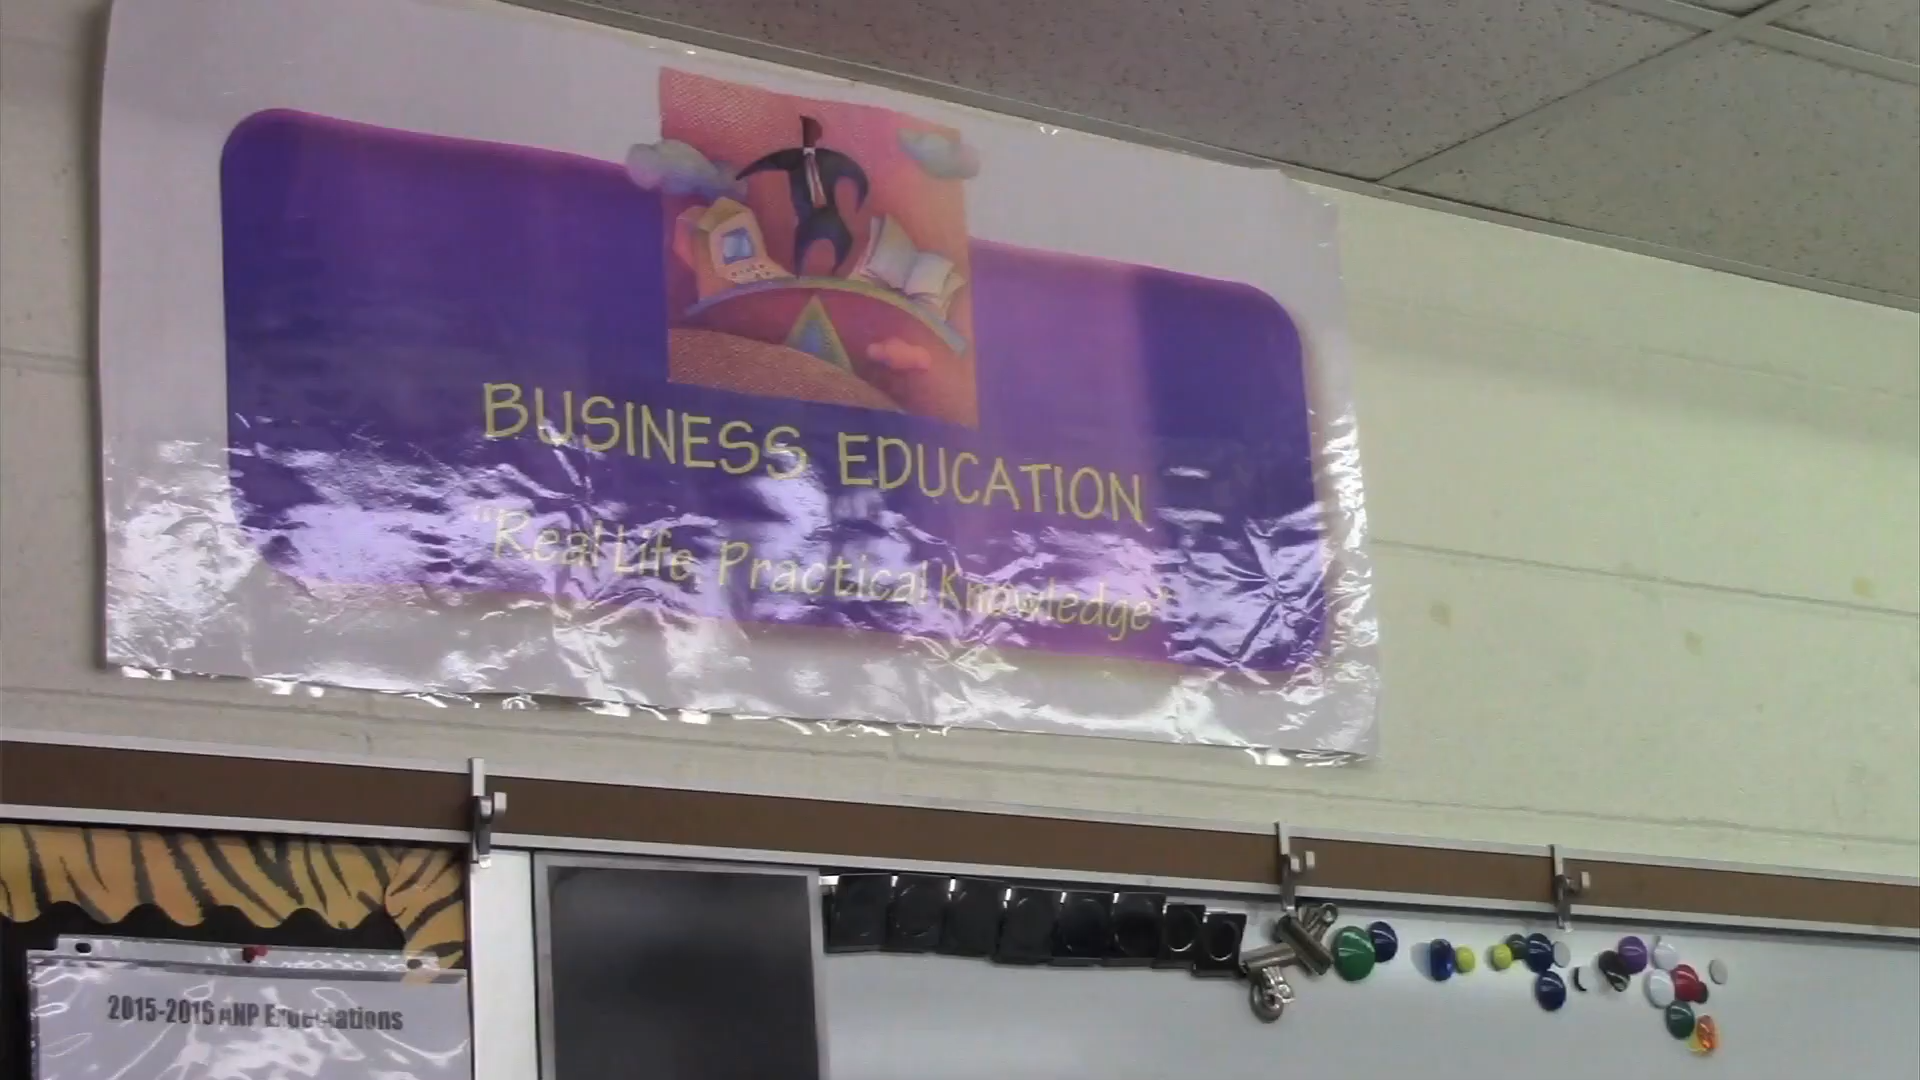 BUSINESS EDUCATION
"Real Life, Practical Knowledge"
2015-2016 ANP Expectations